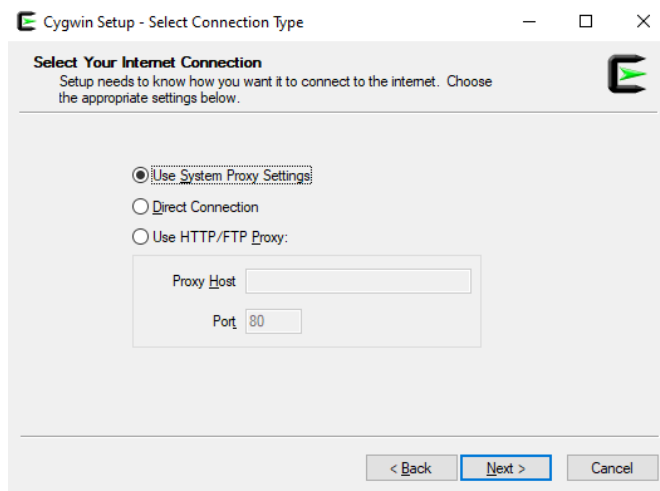 Cygwin Setup - Select Connection Type
Select Your Internet Connection
Setup needs to know how you want it to connect to the internet. Choose
the appropriate settings below.
Use System Proxy Settings
Direct Connection
Use HTTP/FTP Proxy:
Proxy Host
Port 80
< Back Next > Cancel